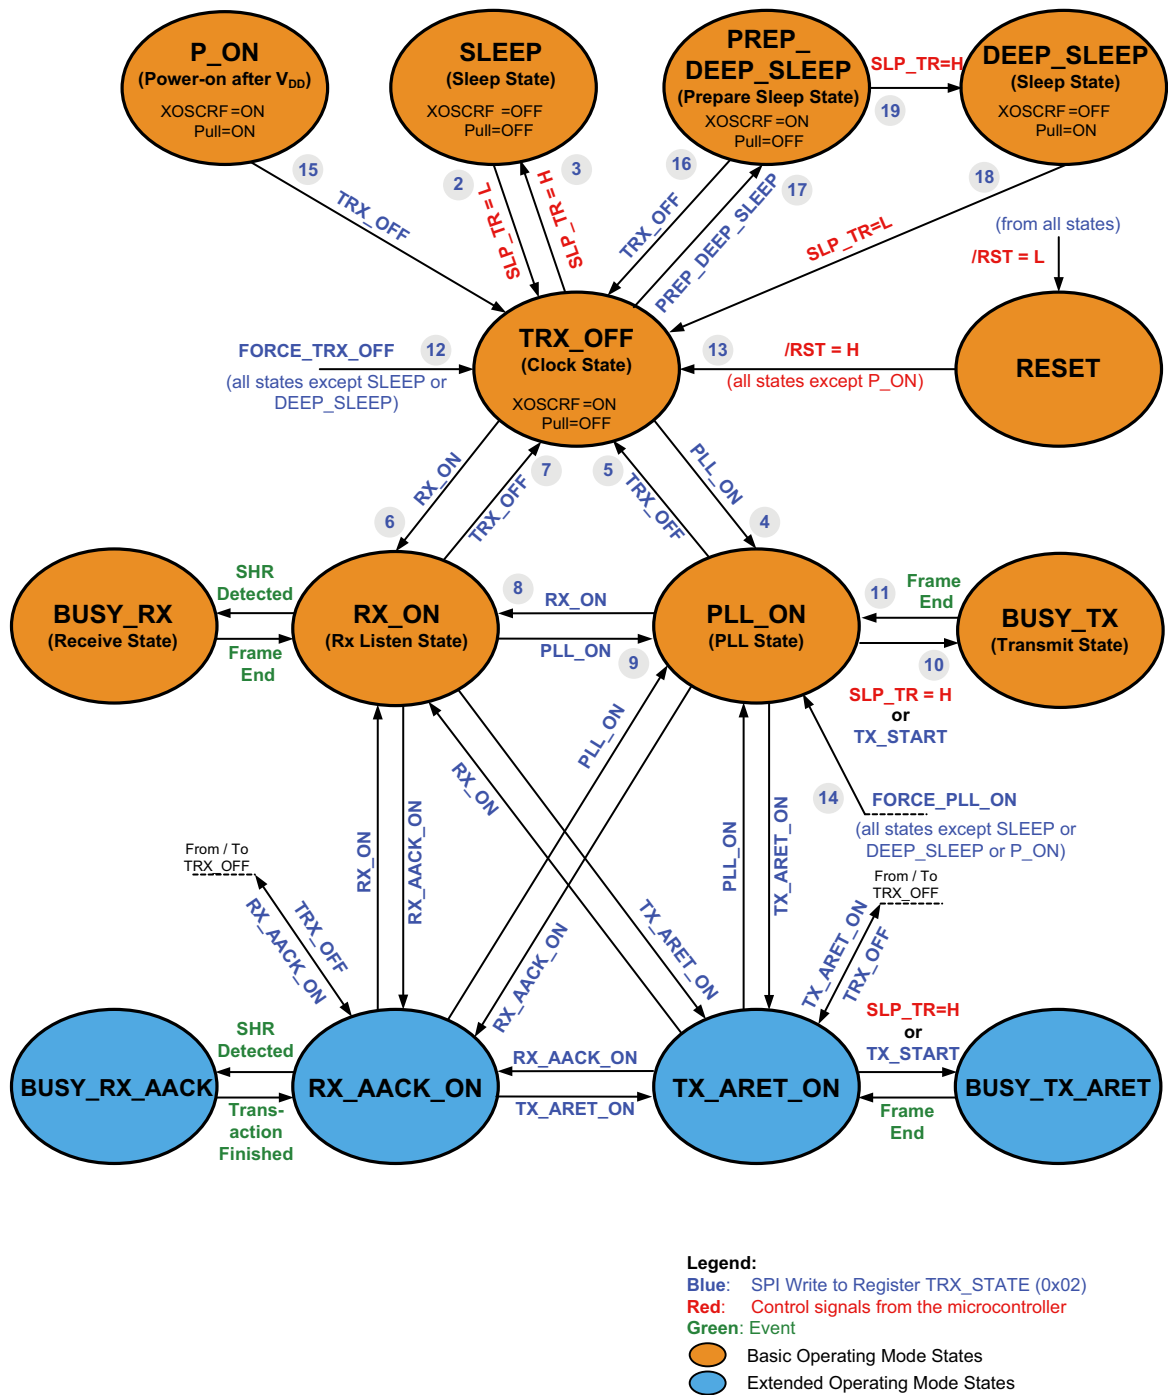 P_ON
(Power-on after VDD)
XOSCRF=ON
Pull=ON
SLEEP
(Sleep State)
XOSCRF =OFF
Pull=OFF
PREP_
DEEP_SLEEP
(Prepare Sleep State)
XOSCRF=ON
Pull=OFF
SLP_TR=H
19
DEEP_SLEEP
(Sleep State)
XOSCRF=OFF
Pull=ON
15
TRX_OFF
2
SLP_TR = L
3
SLP_TR = H
16
TRX_OFF
17
PREP_DEEP_SLEEP
18
SLP_TR=L
(from all states)
/RST = L
TRX_OFF
(Clock State)
XOSCRF=ON
Pull=OFF
FORCE_TRX_OFF
12
(all states except SLEEP or
DEEP_SLEEP)
13
/RST = H
(all states except P_ON)
RESET
RX_ON
6
7
TRX_OFF
5
TRX_OFF
PLL_ON
4
BUSY_RX
(Receive State)
SHR
Detected
Frame
End
RX_ON
(Rx Listen State)
8
RX_ON
PLL_ON
9
PLL_ON
(PLL State)
11
Frame
End
10
SLP_TR = H
or
TX_START
BUSY_TX
(Transmit State)
14
FORCE_PLL_ON
(all states except SLEEP or
DEEP_SLEEP or P_ON)
RX_ON
RX_AACK_ON
RX_ON
PLL_ON
TX_ARET_ON
RX_AACK_ON
PLL_ON
TX_ARET_ON
From / To
TRX_OFF
TRX_OFF
RX_AACK_ON
From / To
TRX_OFF
TX_ARET_ON
TRX_OFF
BUSY_RX_AACK
SHR
Detected
Trans-
action
Finished
RX_AACK_ON
RX_AACK_ON
TX_ARET_ON
TX_ARET_ON
SLP_TR=H
or
TX_START
Frame
End
BUSY_TX_ARET
Legend:
Blue: SPI Write to Register TRX_STATE (0x02)
Red: Control signals from the microcontroller
Green: Event
Basic Operating Mode States
Extended Operating Mode States